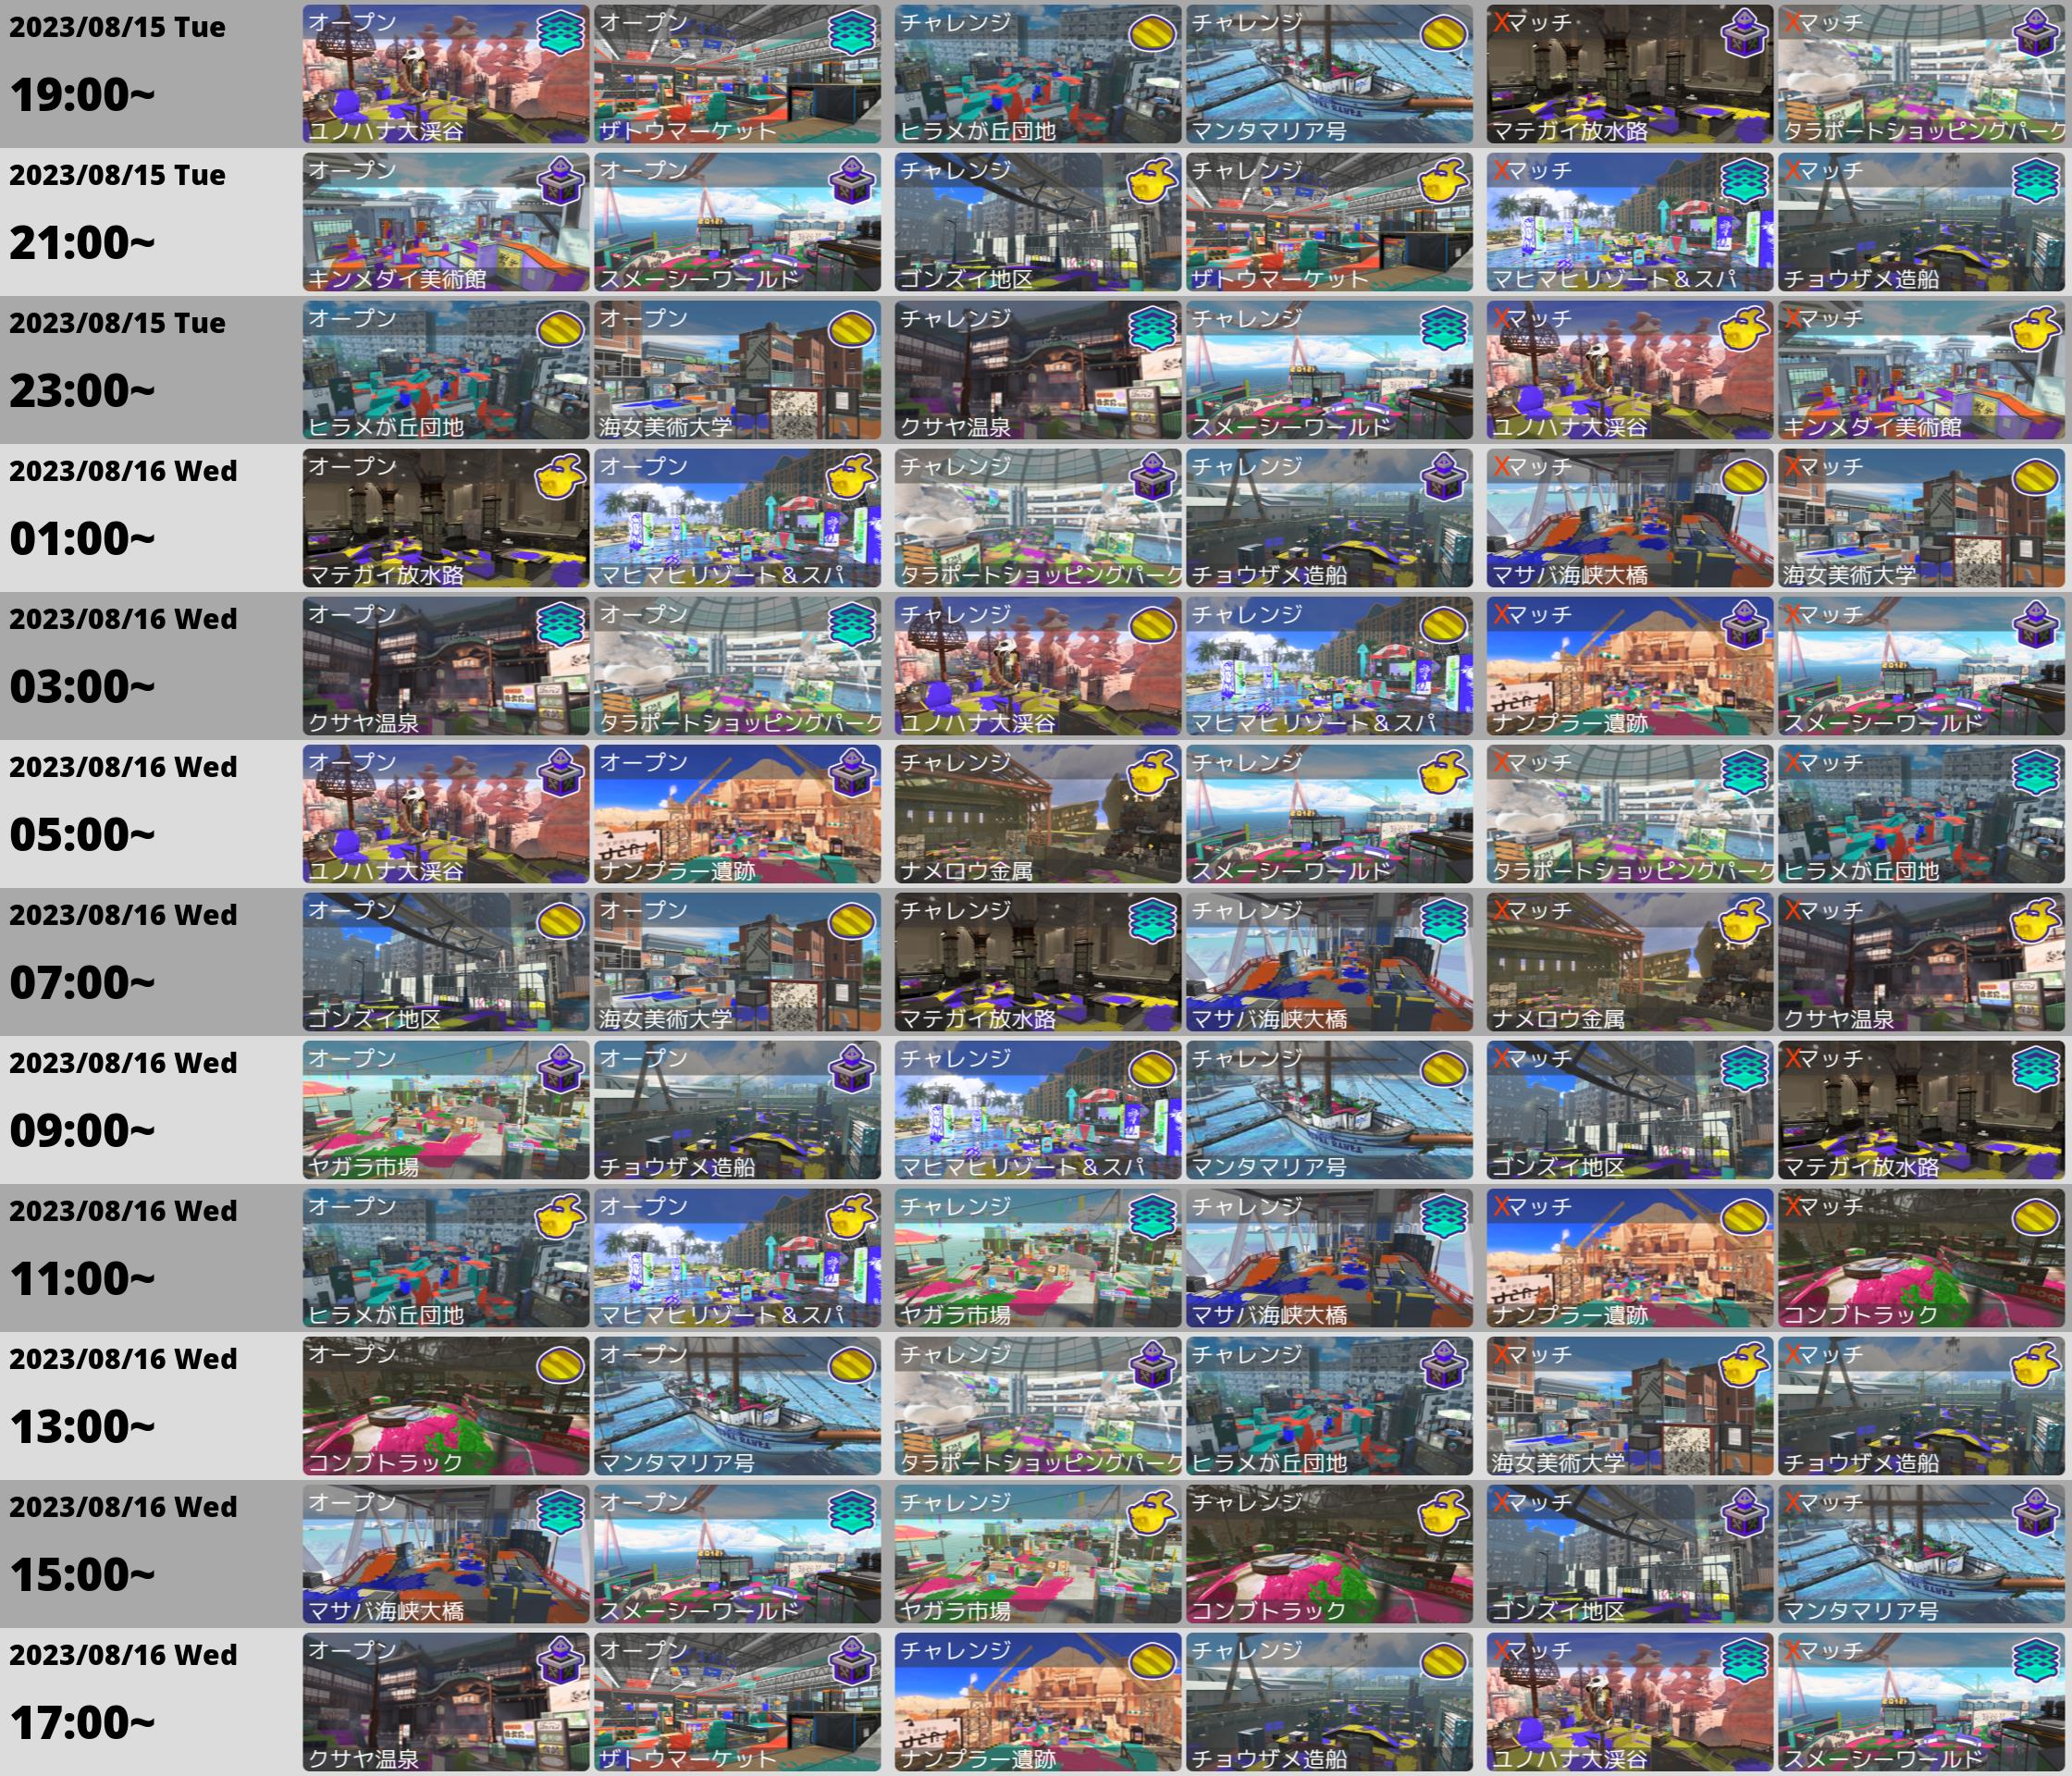 2023/08/15 Tue
19:00~
オープン
ユノハナ大渓谷
オープン
ザトウマーケット
チャレンジ
ヒラメが丘団地
チャレンジ
マンタマリア号
Xマッチ
マテガイ放水路
Xマッチ
タラポートショッピングパーク
2023/08/15 Tue
21:00~
オープン
キンメダイ美術館
オープン
スメーシーワールド
チャレンジ
ゴンズイ地区
チャレンジ
ザトウマーケット
Xマッチ
マヒマヒリゾート&スパ
Xマッチ
チョウザメ造船
2023/08/15 Tue
23:00~
オープン
ヒラメが丘団地
オープン
海女美術大学
チャレンジ
クサヤ温泉
チャレンジ
スメーシーワールド
Xマッチ
ユノハナ大渓谷
Xマッチ
キンメダイ美術館
2023/08/16 Wed
01:00~
オープン
マテガイ放水路
オープン
マヒマヒリゾート&スパ
チャレンジ
タラポートショッピングパーク
チャレンジ
チョウザメ造船
Xマッチ
マサバ海峡大橋
Xマッチ
海女美術大学
2023/08/16 Wed
03:00~
オープン
クサヤ温泉
オープン
タラポートショッピングパーク
チャレンジ
ユノハナ大渓谷
チャレンジ
マヒマヒリゾート&スパ
Xマッチ
ナンプラー遺跡
Xマッチ
スメーシーワールド
2023/08/16 Wed
05:00~
オープン
ユノハナ大渓谷
オープン
ナンプラー遺跡
チャレンジ
ナメロウ金属
チャレンジ
スメーシーワールド
Xマッチ
タラポートショッピングパーク
Xマッチ
ヒラメが丘団地
2023/08/16 Wed
07:00~
オープン
ゴンズイ地区
オープン
海女美術大学
チャレンジ
マテガイ放水路
チャレンジ
マサバ海峡大橋
Xマッチ
ナメロウ金属
Xマッチ
クサヤ温泉
2023/08/16 Wed
09:00~
オープン
ヤガラ市場
オープン
チョウザメ造船
チャレンジ
マヒマヒリゾート&スパ
チャレンジ
マンタマリア号
Xマッチ
ゴンズイ地区
Xマッチ
マテガイ放水路
2023/08/16 Wed
11:00~
オープン
ヒラメが丘団地
オープン
マヒマヒリゾート&スパ
チャレンジ
ヤガラ市場
チャレンジ
マサバ海峡大橋
Xマッチ
ナンプラー遺跡
Xマッチ
コンブトラック
2023/08/16 Wed
13:00~
オープン
コンブトラック
オープン
マンタマリア号
チャレンジ
タラポートショッピングパーク
チャレンジ
ヒラメが丘団地
Xマッチ
海女美術大学
Xマッチ
チョウザメ造船
2023/08/16 Wed
15:00~
オープン
マサバ海峡大橋
オープン
スメーシーワールド
チャレンジ
ヤガラ市場
チャレンジ
コンブトラック
Xマッチ
ゴンズイ地区
Xマッチ
マンタマリア号
2023/08/16 Wed
17:00~
オープン
クサヤ温泉
オープン
ザトウマーケット
チャレンジ
ナンプラー遺跡
チャレンジ
チョウザメ造船
Xマッチ
ユノハナ大渓谷
Xマッチ
スメーシーワールド